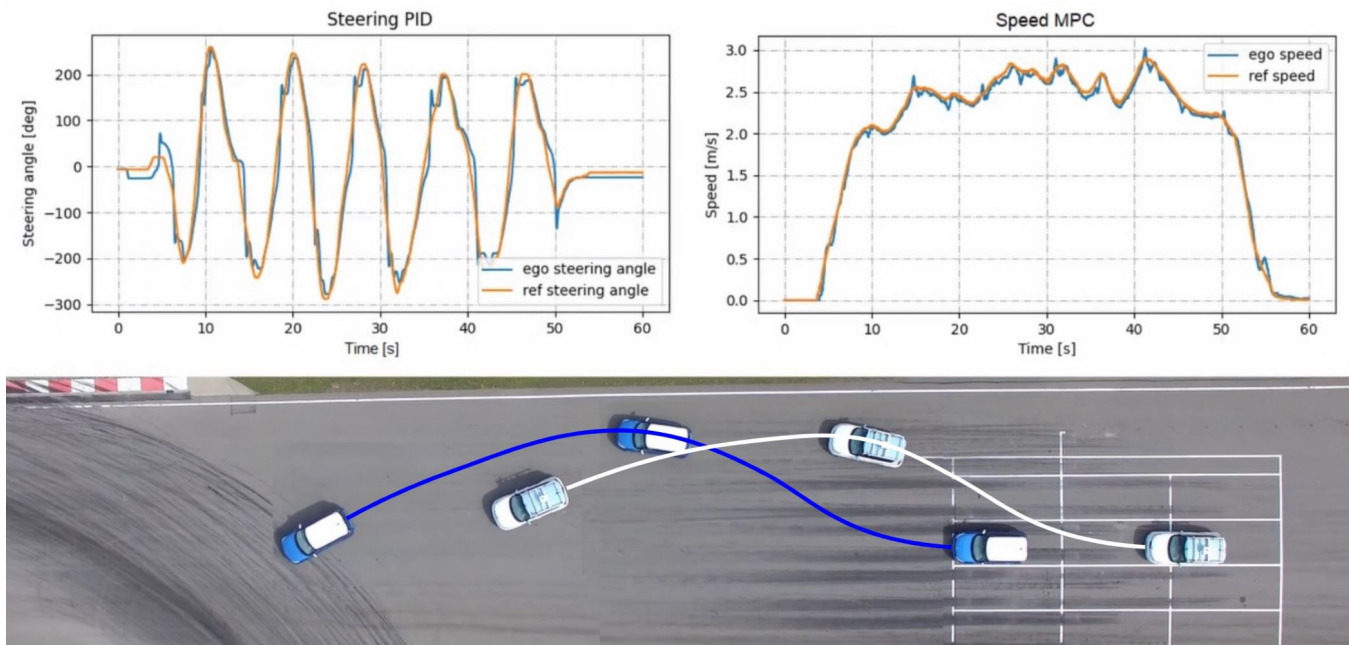 Steering PID
Steering angle [deg]
200
100
0
−100
−200
−300
ego steering angle
ref steering angle
0 10 20 30 40 50 60
Time [s]
Speed MPC
Speed [m/s]
3.0
2.5
2.0
1.5
1.0
0.5
0.0
ego speed
ref speed
0 10 20 30 40 50 60
Time [s]